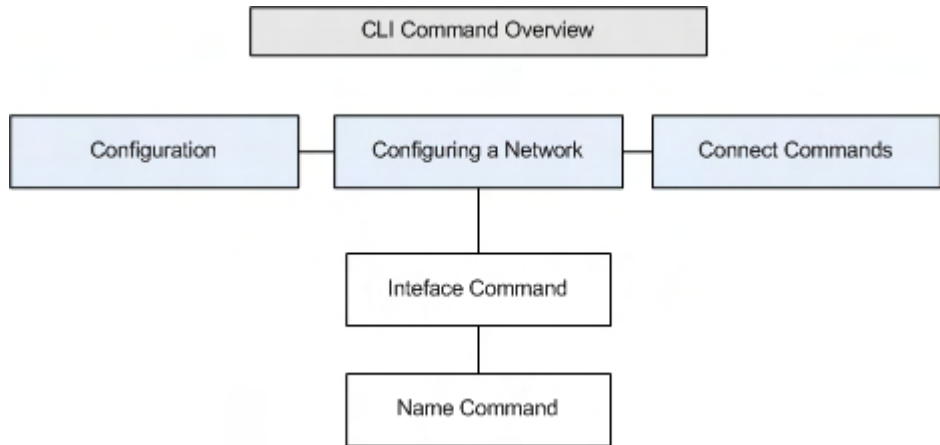 CLI Command Overview
Configuration
Configuring a Network
Connect Commands
Inteface Command
Name Command